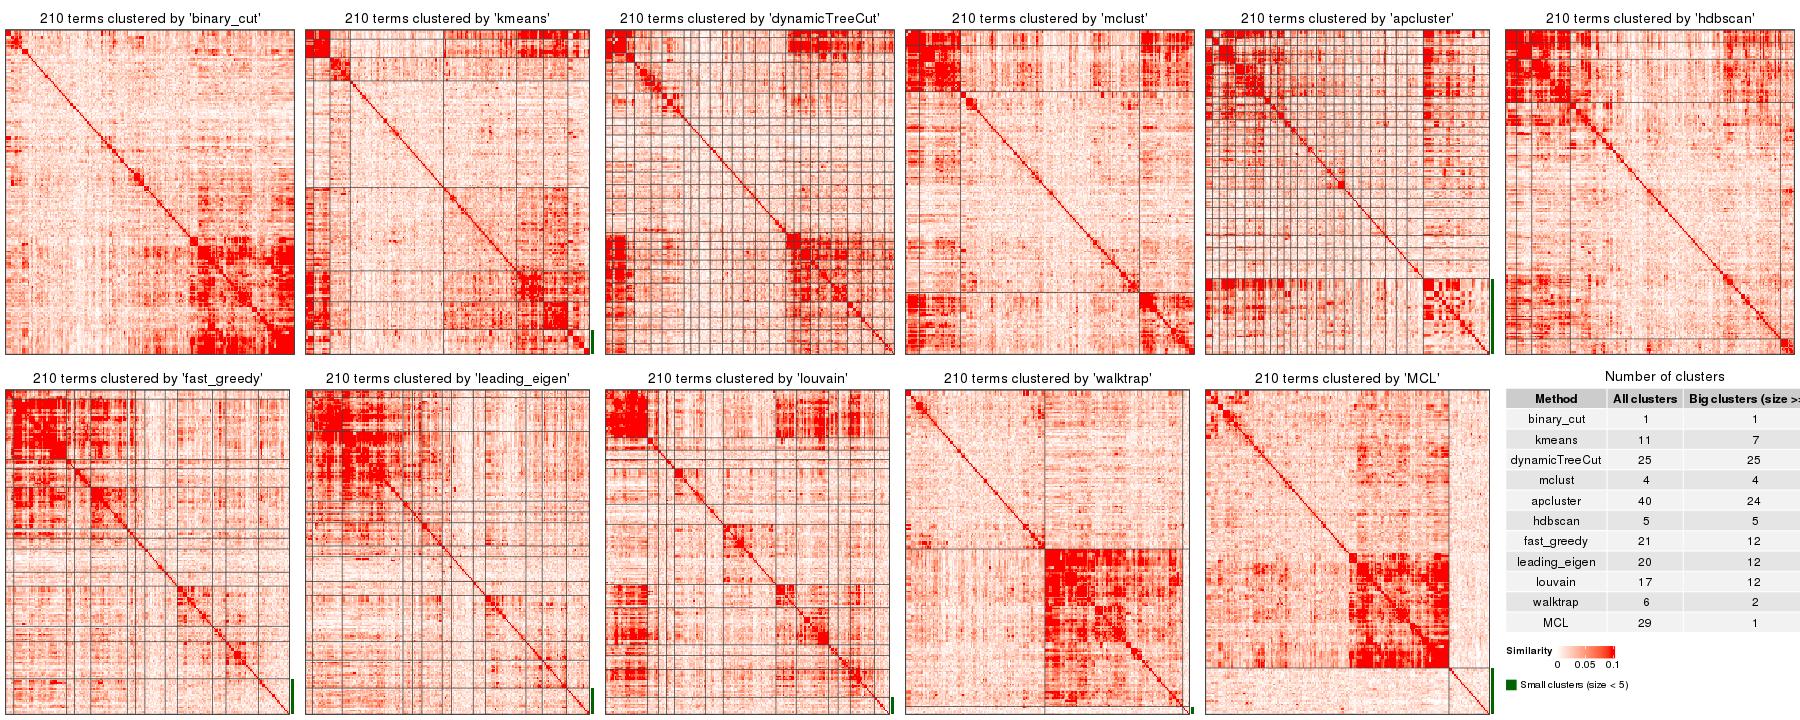 210 terms clustered by 'binary_cut'
210 terms clustered by 'kmeans'
210 terms clustered by 'dynamicTreeCut'
210 terms clustered by 'mclust'
210 terms clustered by 'apcluster'
210 terms clustered by 'hdbscan'
210 terms clustered by 'fast_greedy'
210 terms clustered by 'leading_eigen'
210 terms clustered by 'louvain'
210 terms clustered by 'walktrap'
210 terms clustered by 'MCL'
Number of clusters
Method All clusters Big clusters (size >=
binary_cut 1 1
kmeans 11 7
dynamicTreeCut 25 25
mclust 4 4
apcluster 40 24
hdbscan 5 5
fast_greedy 21 12
leading_eigen 20 12
louvain 17 12
walktrap 6 2
MCL 29 1
Similarity
0 0.05 0.1
Small clusters (size < 5)